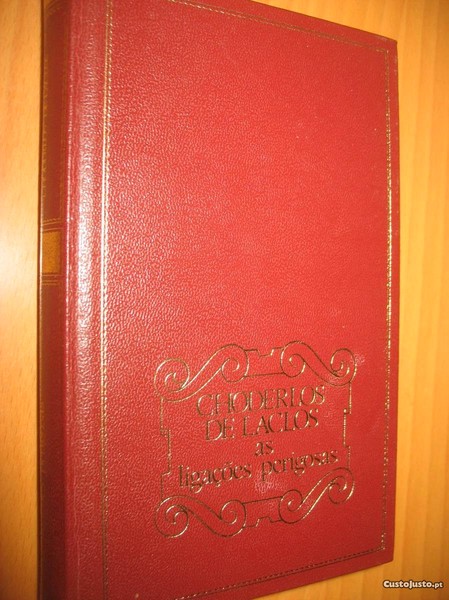 CHODERLOS
DE LACLOS
as
ligações perigosas
CustoJusto.pt